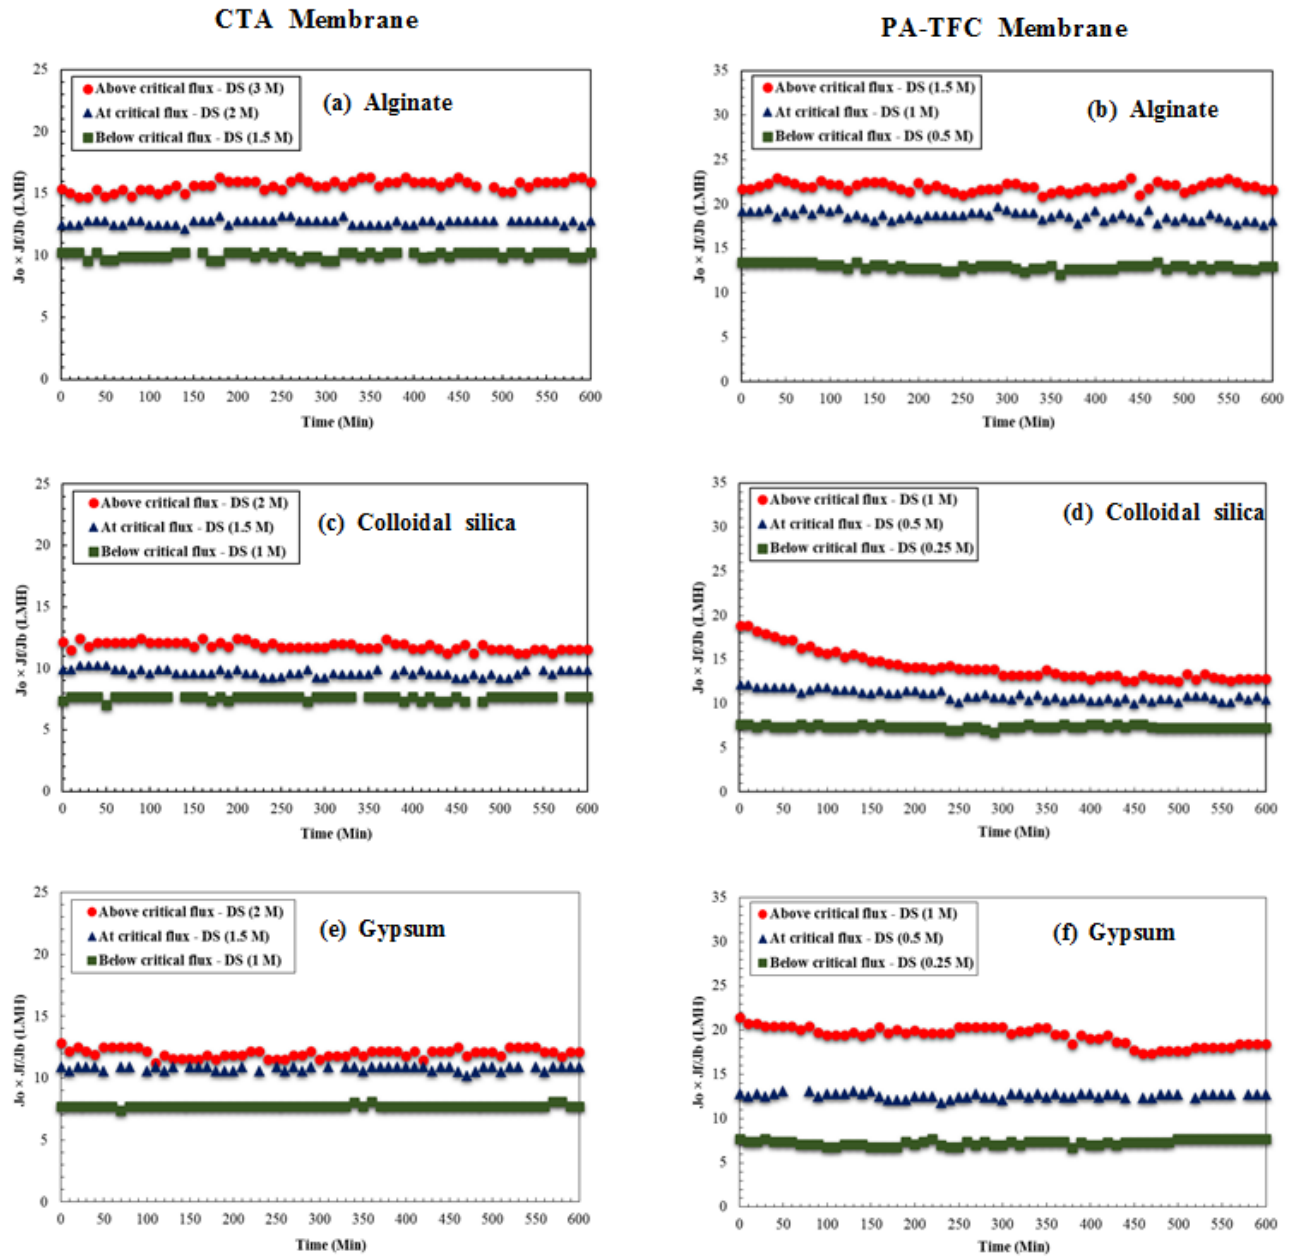 CTA Membrane
PA-TFC Membrane
25
20
15
10
5
0
Jo × Jf/Jb (LMH)
Above critical flux - DS (3 M)
At critical flux - DS (2 M)
Below critical flux - DS (1.5 M)
(a) Alginate
0 50 100 150 200 250 300 350 400 450 500 550 600
Time (Min)
35
30
25
20
15
10
5
0
Jo × Jf/Jb (LMH)
Above critical flux - DS (1.5 M)
At critical flux - DS (1 M)
Below critical flux - DS (0.5 M)
(b) Alginate
0 50 100 150 200 250 300 350 400 450 500 550 600
Time (Min)
25
20
15
10
5
0
Jo × Jf/Jb (LMH)
Above critical flux - DS (2 M)
At critical flux - DS (1.5 M)
Below critical flux - DS (1 M)
(c) Colloidal silica
0 50 100 150 200 250 300 350 400 450 500 550 600
Time (Min)
35
30
25
20
15
10
5
0
Jo × Jf/Jb (LMH)
Above critical flux - DS (1 M)
At critical flux - DS (0.5 M)
Below critical flux - DS (0.25 M)
(d) Colloidal silica
0 50 100 150 200 250 300 350 400 450 500 550 600
Time (Min)
25
20
15
10
5
0
Jo × Jf/Jb (LMH)
Above critical flux - DS (2 M)
At critical flux - DS (1.5 M)
Below critical flux - DS (1 M)
(e) Gypsum
0 50 100 150 200 250 300 350 400 450 500 550 600
Time (Min)
35
30
25
20
15
10
5
0
Jo × Jf/Jb (LMH)
Above critical flux - DS (1 M)
At critical flux - DS (0.5 M)
Below critical flux - DS (0.25 M)
(f) Gypsum
0 50 100 150 200 250 300 350 400 450 500 550 600
Time (Min)